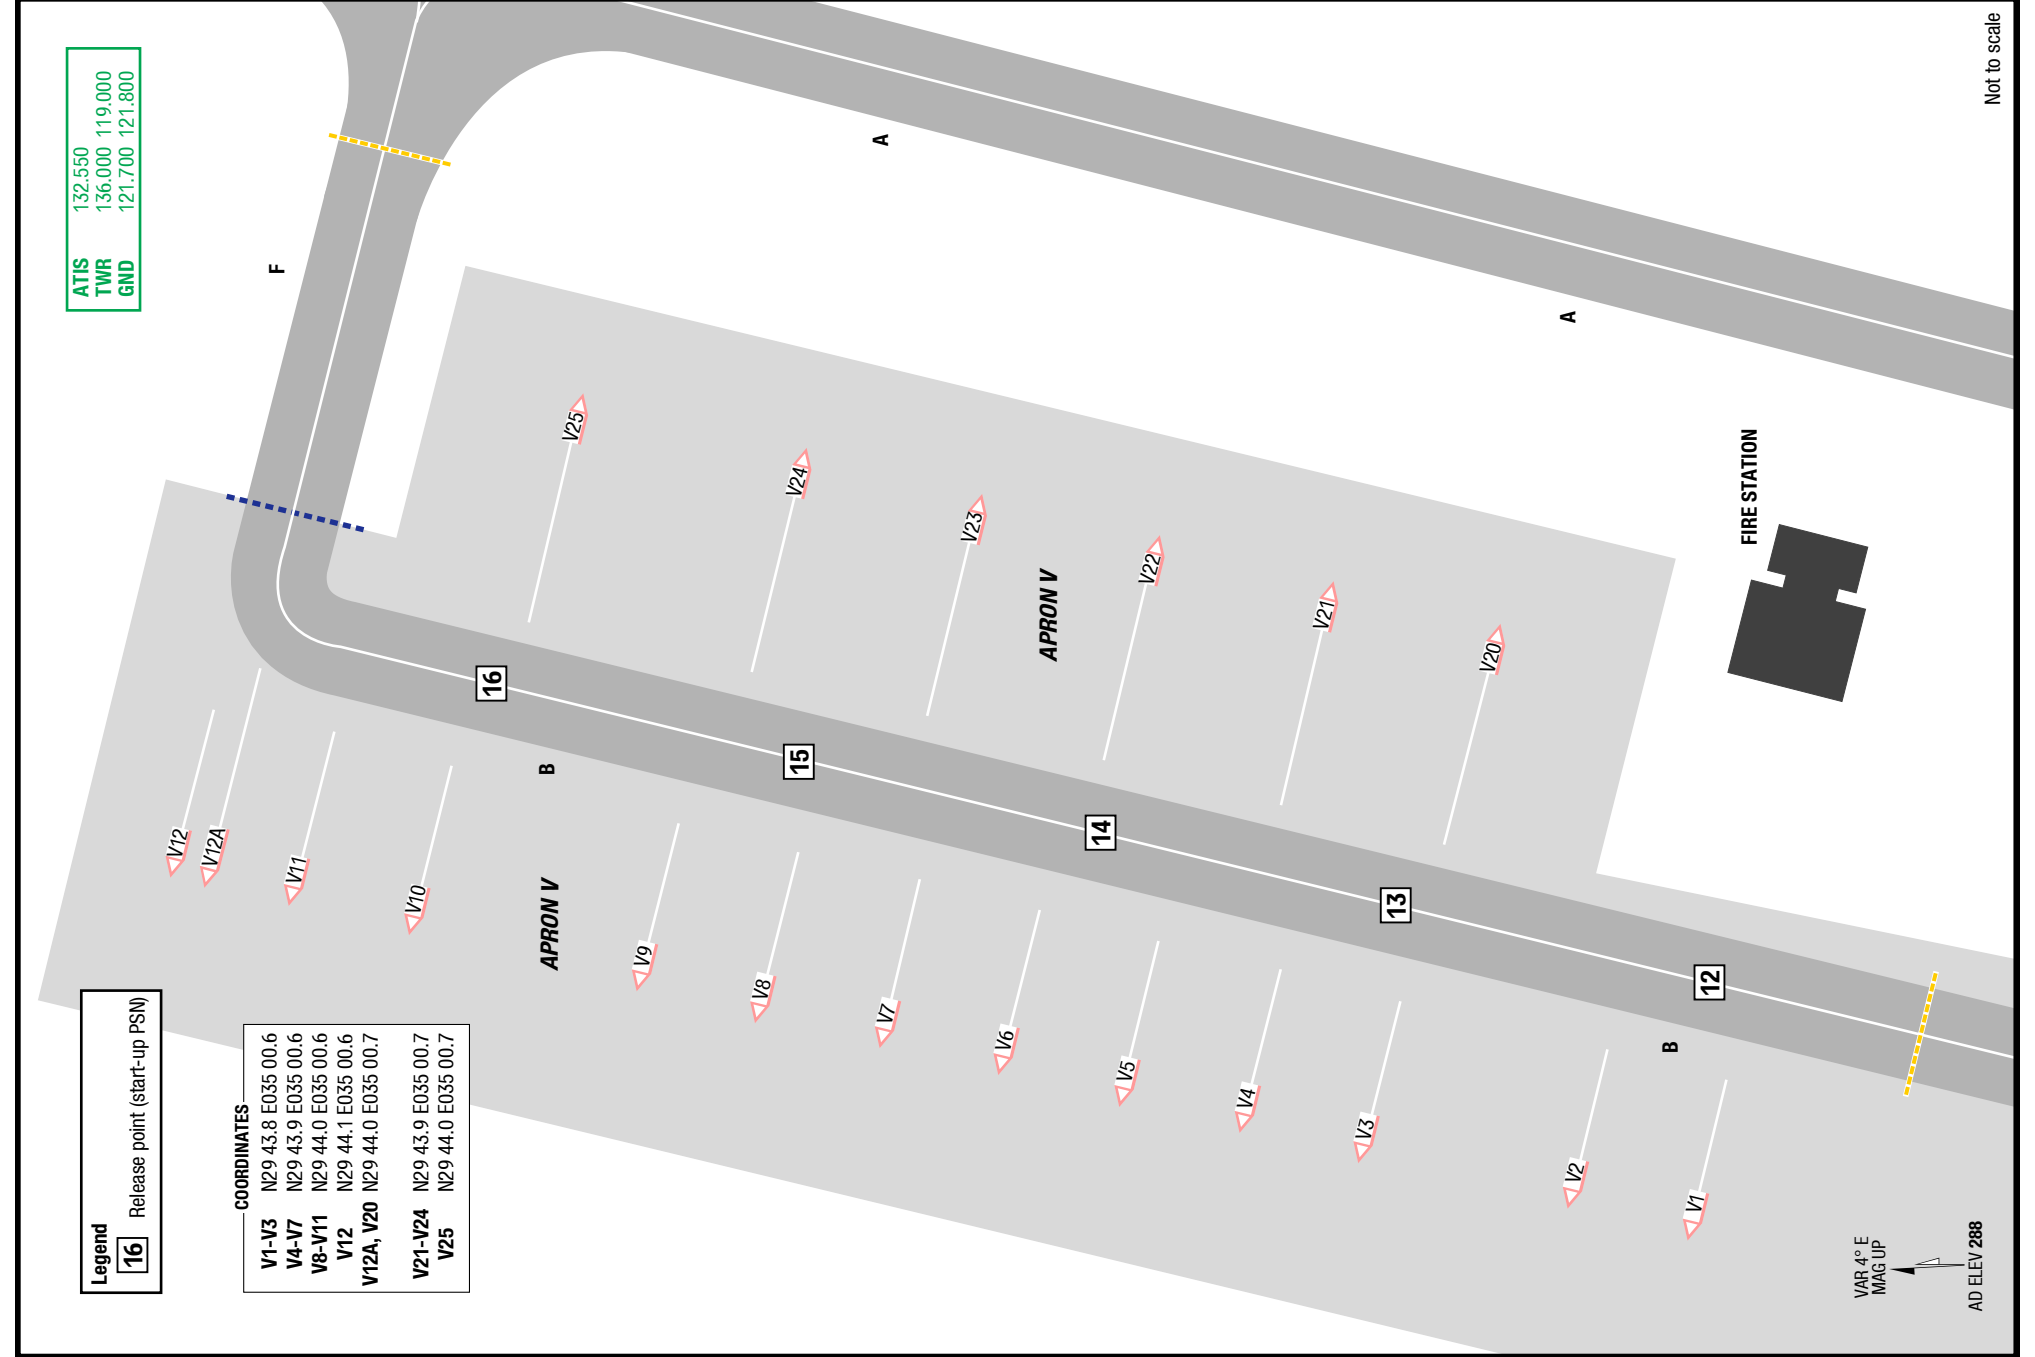 ATIS 132.550
TWR 136.000 119.000
GND 121.700 121.800
Legend
16 Release point (start-up PSN)
COORDINATES
V1-V3 N29 43.8 E035 00.6
V4-V7 N29 43.9 E035 00.6
V8-V11 N29 44.0 E035 00.6
V12 N29 44.1 E035 00.6
V12A, V20 N29 44.0 E035 00.7
V21-V24 N29 43.9 E035 00.7
V25 N29 44.0 E035 00.7
F
A
A
B
B
APRON V
APRON V
FIRE STATION
V12
V12A
V11
V10
V9
V8
V7
V6
V5
V4
V3
V2
V1
V25
V24
V23
V22
V21
V20
16
15
14
13
12
VAR 4° E
MAG UP
AD ELEV 288
Not to scale